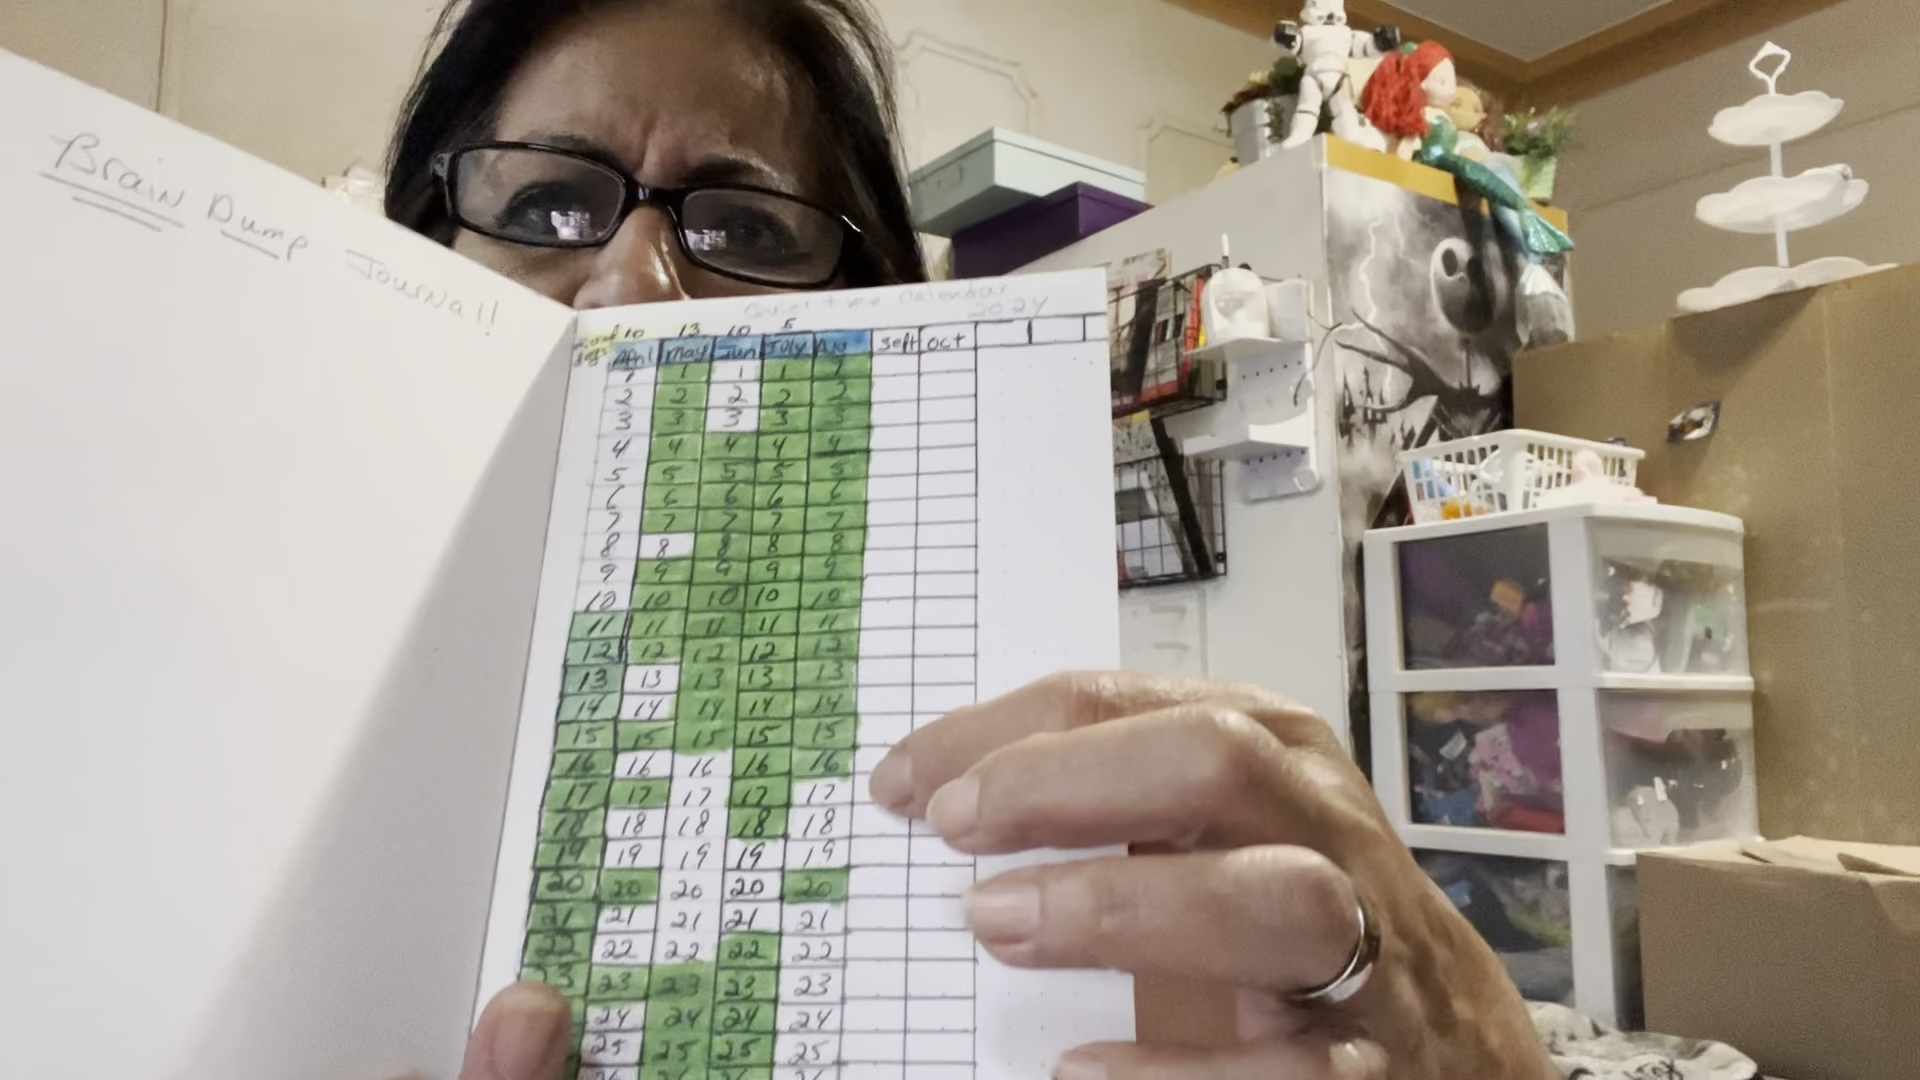 Brain Dump Journal!
Quiet time Calendar
2024
10 13 10 5
days April May Jun July Aug Sept Oct
1 1 1 1 1
2 2 2 2 2
3 3 3 3 3
4 4 4 4 4
5 5 5 5 5
6 6 6 6 6
7 7 7 7 7
8 8 8 8 8
9 9 9 9 9
10 10 10 10 10
11 11 11 11 11
12 12 12 12 12
13 13 13 13 13
14 14 14 14 14
15 15 15 15 15
16 16 16 16 16
17 17 17 17 17
18 18 18 18 18
19 19 19 19 19
20 20 20 20 20
21 21 21 21 21
22 22 22 22 22
23 23 23 23 23
24 24 24 24
25 25 25 25